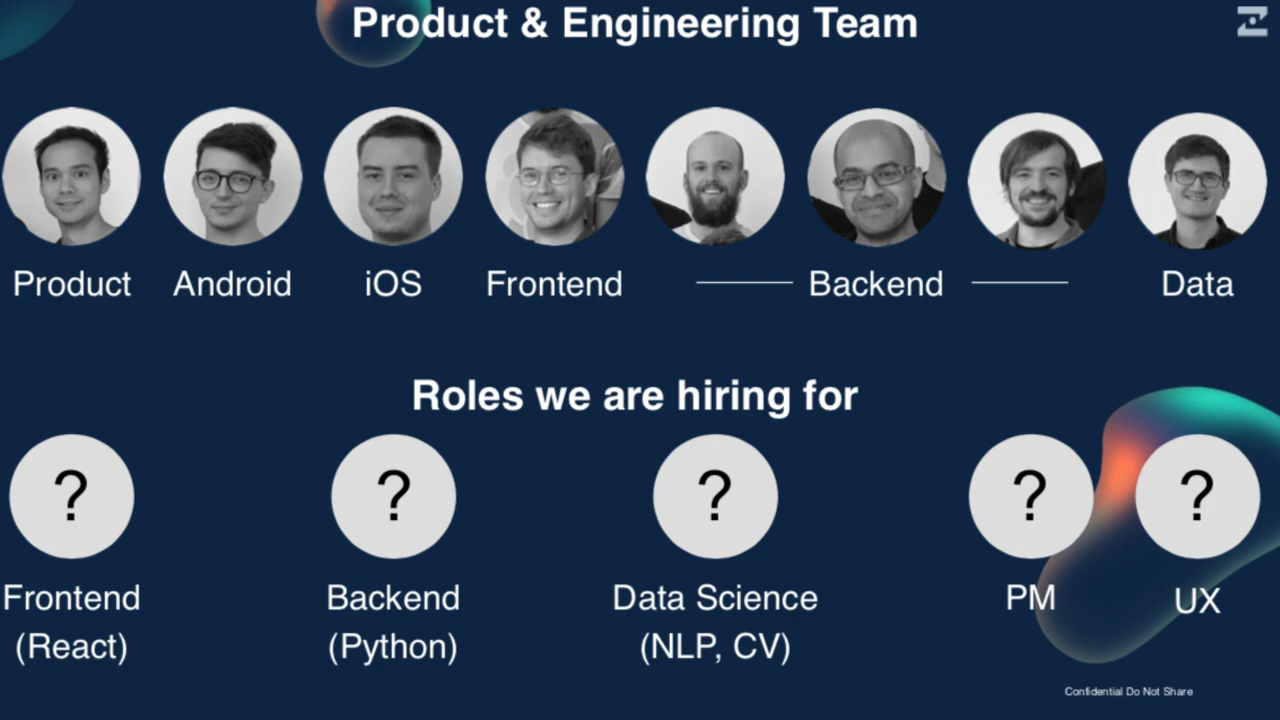 Product & Engineering Team
Product Android iOS Frontend Backend Data
Roles we are hiring for
? ? ? ? ?
Frontend Backend Data Science PM UX
(React) (Python) (NLP, CV)
Confidential Do Not Share